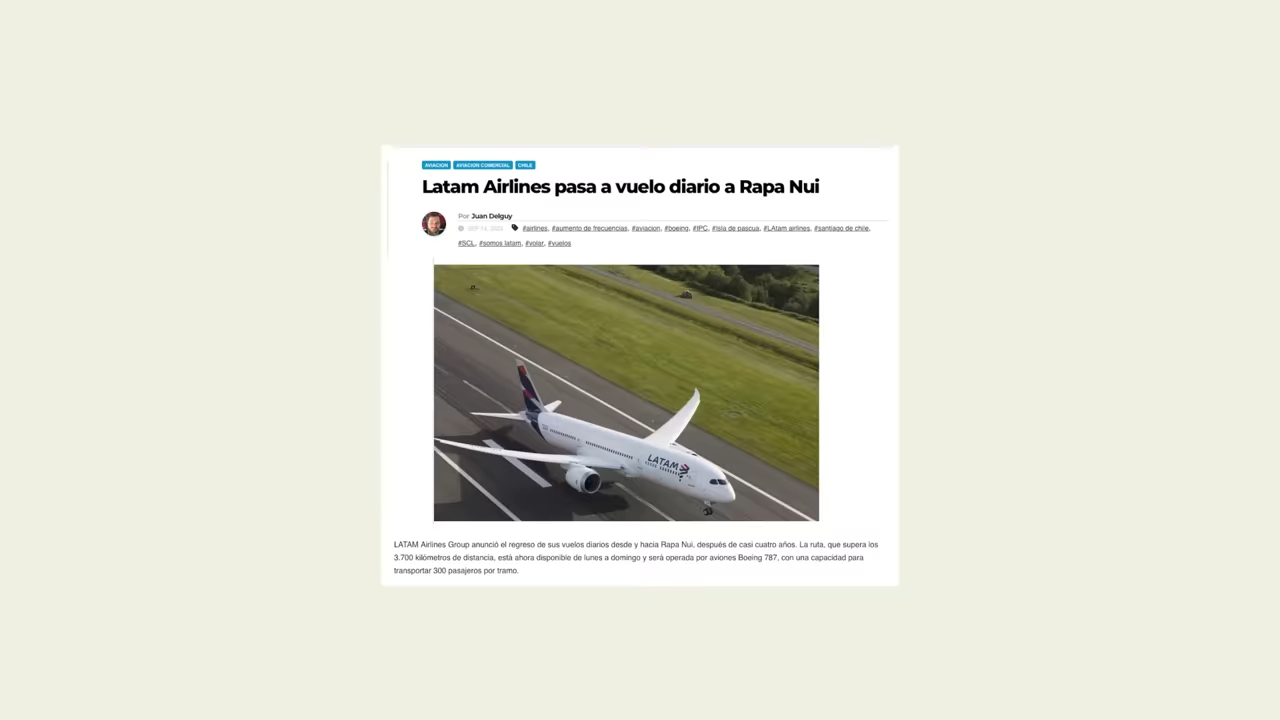 AVIACION AVIACION COMERCIAL CHILE
Latam Airlines pasa a vuelo diario a Rapa Nui
Por Juan Delguy
SEP 14, #airlines, #aumento de frecuencias, #aviacion, #boeing, #IPC, #Isla de pascua, #LAtam airlines, #santiago de chile,
#SCL, #somos latam, #volar, #vuelos
LATAM
LATAM Airlines Group anunció el regreso de sus vuelos diarios desde y hacia Rapa Nui, después de casi cuatro años. La ruta, que supera los
3.700 kilómetros de distancia, está ahora disponible de lunes a domingo y será operada por aviones Boeing 787, con una capacidad para
transportar 300 pasajeros por tramo.